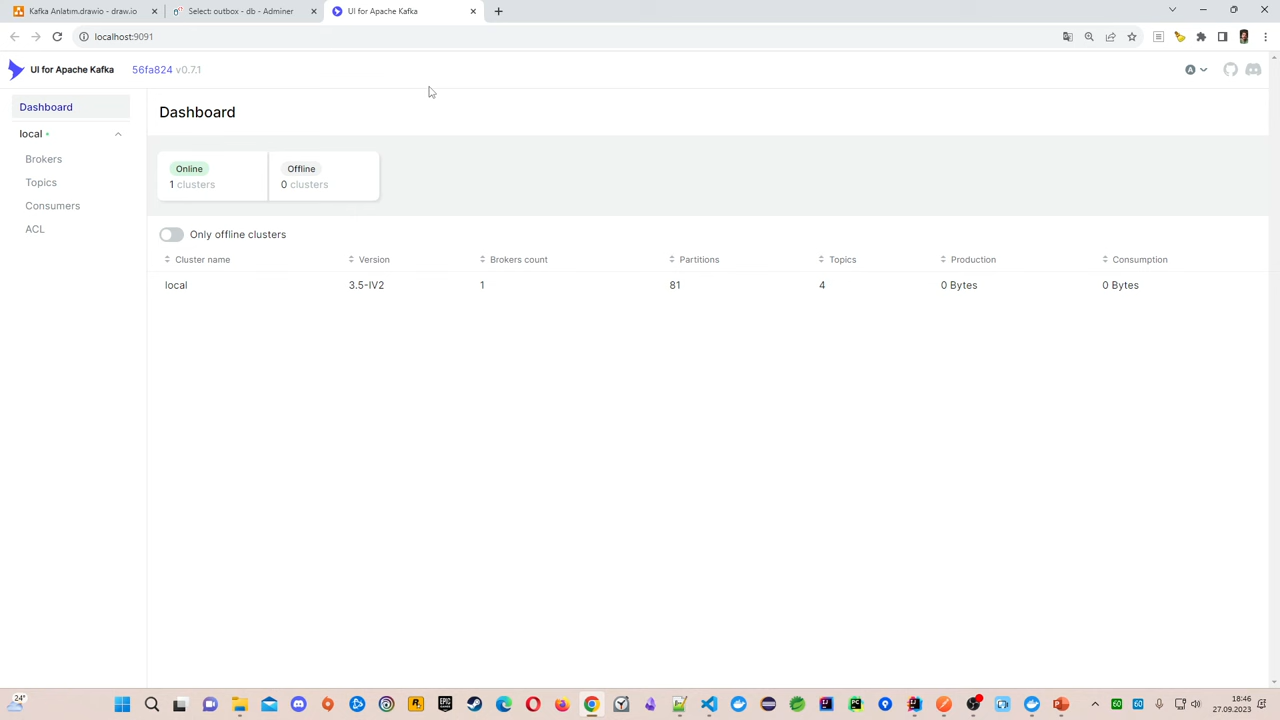 Kafka Anlatım.drawio - draw.io
Select: outbox - db - Adminer
UI for Apache Kafka
localhost:9091
UI for Apache Kafka 56fa824 v0.7.1
Dashboard
local
Brokers
Topics
Consumers
ACL
Dashboard
Online
1 clusters
Offline
0 clusters
Only offline clusters
Cluster name Version Brokers count Partitions Topics Production Consumption
local 3.5-IV2 1 81 4 0 Bytes 0 Bytes
24°
60 60
18:46
27.09.2023